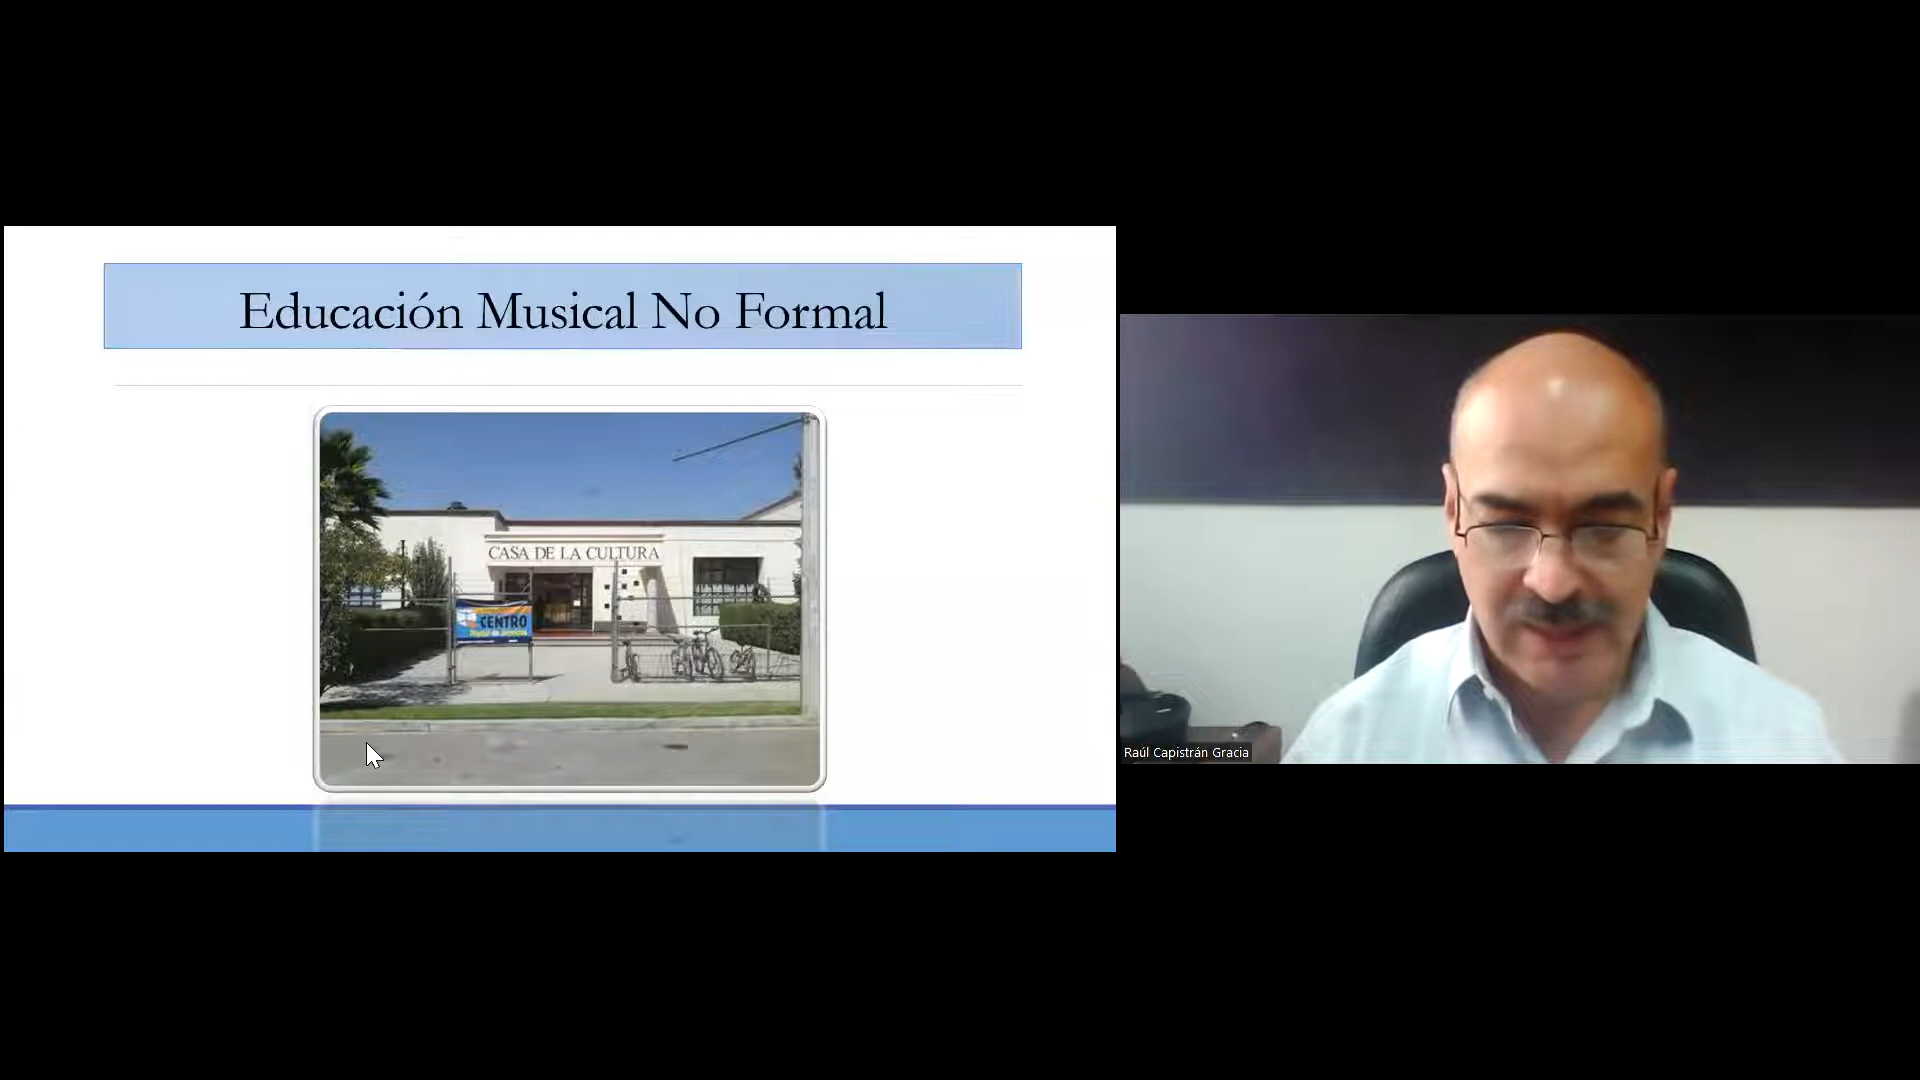 Educación Musical No Formal
CASA DE LA CULTURA
CENTRO
Raúl Capistrán Gracia